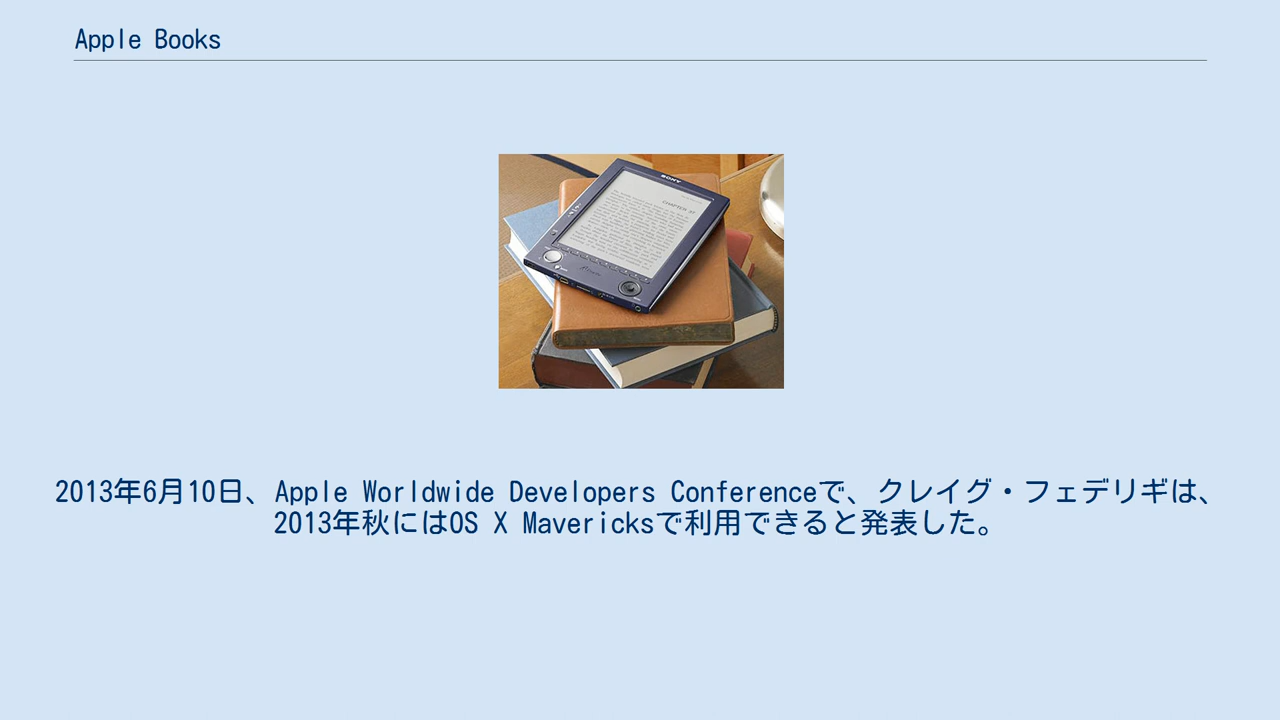 Apple Books
SONY
CHAPTER
2013年6月10日、Apple Worldwide Developers Conferenceで、クレイグ・フェデリギは、
2013年秋にはOS X Mavericksで利用できると発表した。